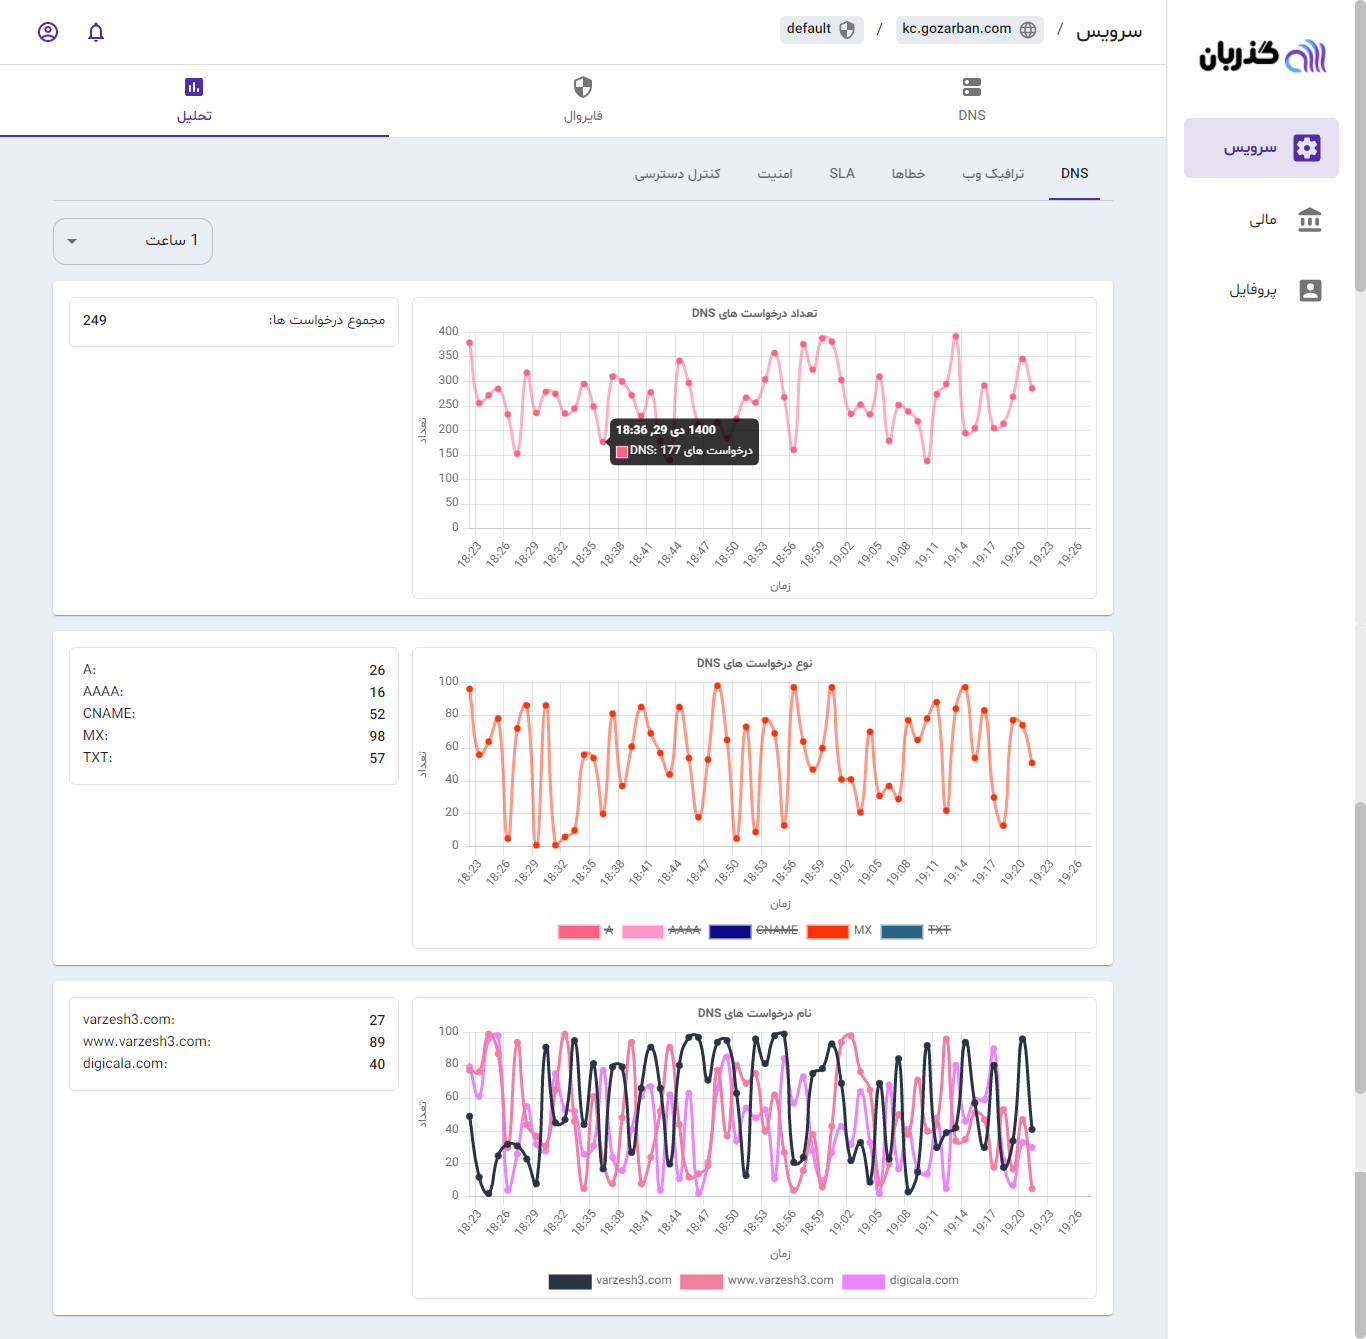 گذربان
سرویس
مالی
پروفایل
سرویس / kc.gozarban.com / default
DNS
فایروال
تحلیل
DNS
ترافیک وب
خطاها
SLA
امنیت
کنترل دسترسی
1 ساعت
تعداد درخواست های DNS
400
350
300
250
200
150
100
50
0
تعداد
1400 دی 29, 18:36
درخواست های DNS: 177
18:23 18:26 18:29 18:32 18:35 18:38 18:41 18:44 18:47 18:50 18:53 18:56 18:59 19:02 19:05 19:08 19:11 19:14 19:17 19:20 19:23 19:26
زمان
مجموع درخواست ها: 249
نوع درخواست های DNS
100
80
60
40
20
0
تعداد
18:23 18:26 18:29 18:32 18:35 18:38 18:41 18:44 18:47 18:50 18:53 18:56 18:59 19:02 19:05 19:08 19:11 19:14 19:17 19:20 19:23 19:26
زمان
A AAAA CNAME MX TXT
A: 26
AAAA: 16
CNAME: 52
MX: 98
TXT: 57
نام درخواست های DNS
100
80
60
40
20
0
تعداد
18:23 18:26 18:29 18:32 18:35 18:38 18:41 18:44 18:47 18:50 18:53 18:56 18:59 19:02 19:05 19:08 19:11 19:14 19:17 19:20 19:23 19:26
زمان
varzesh3.com www.varzesh3.com digicala.com
varzesh3.com: 27
www.varzesh3.com: 89
digicala.com: 40